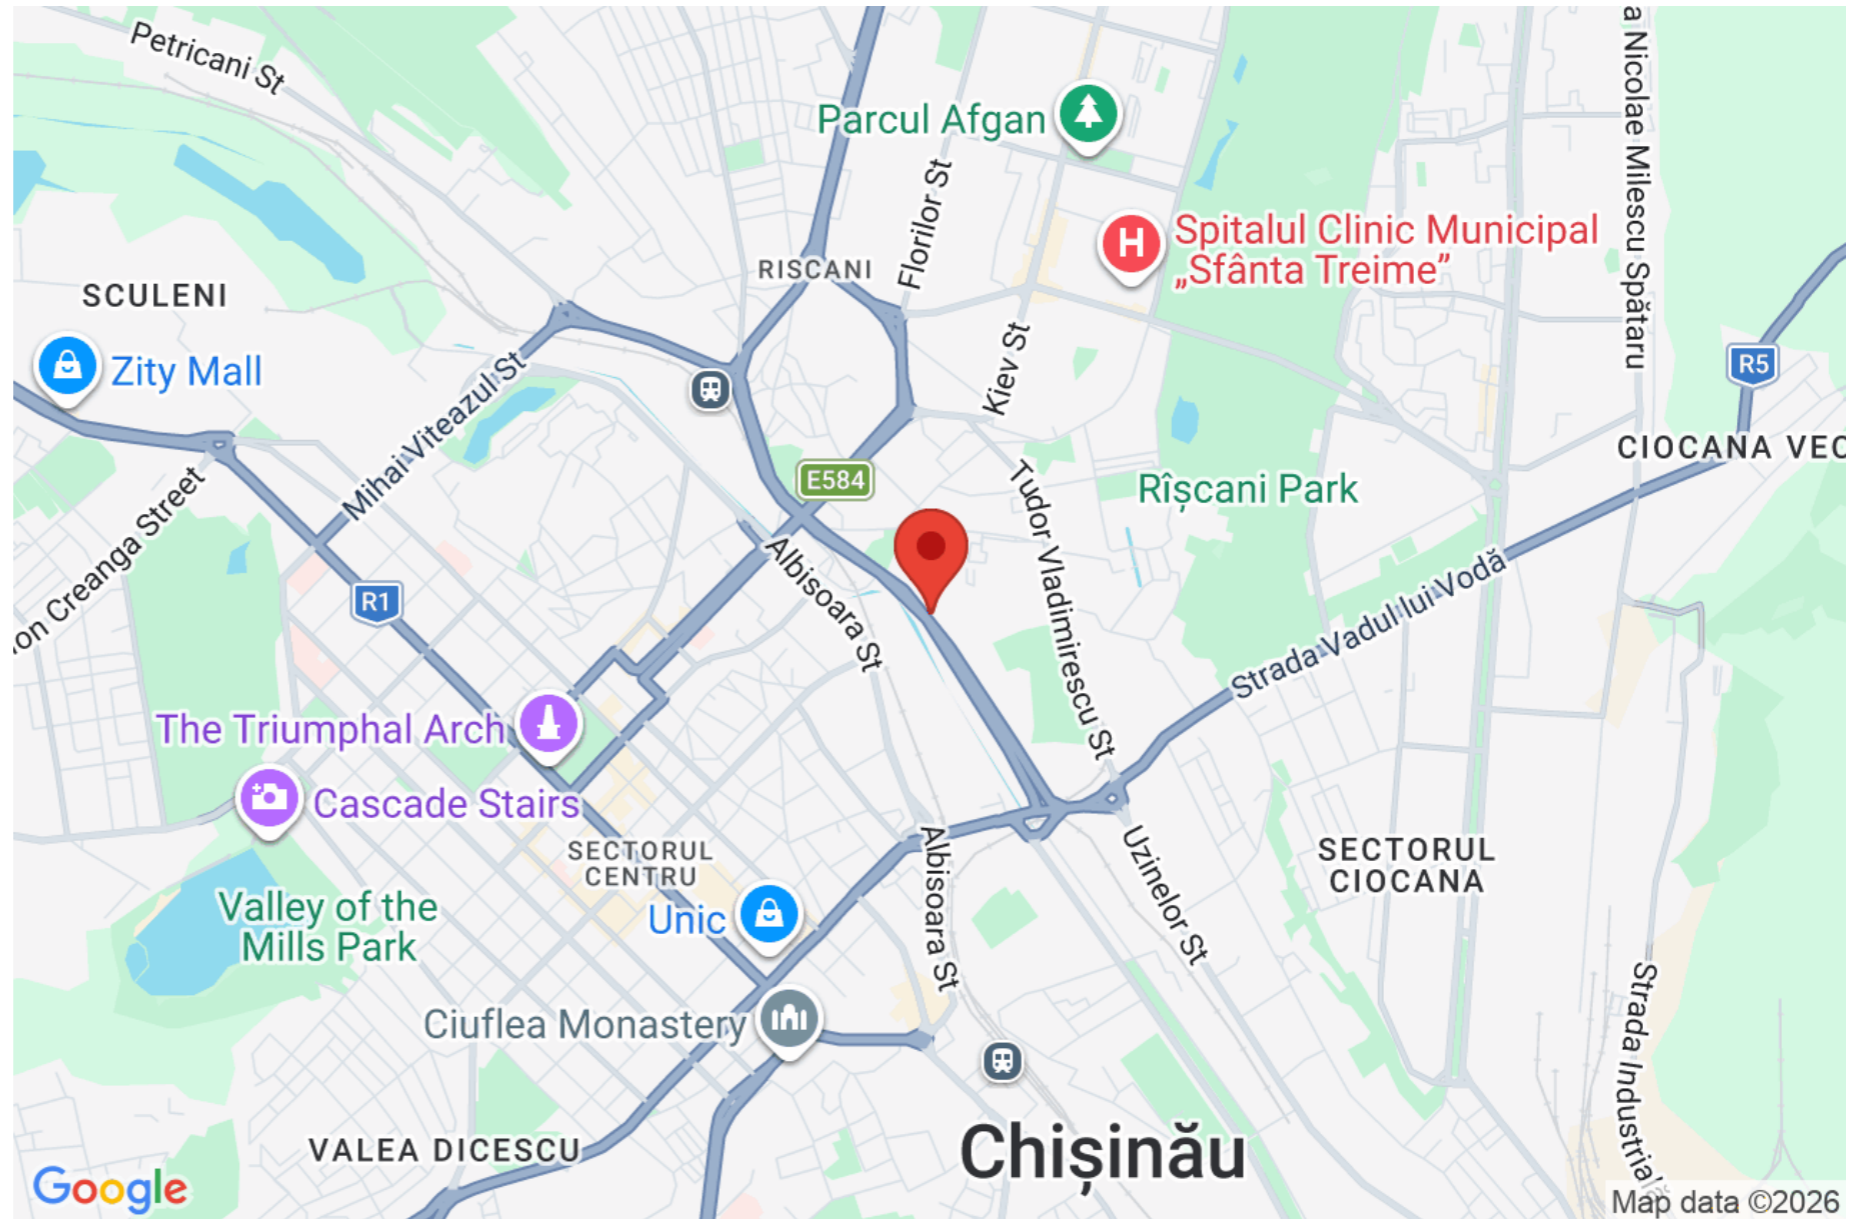 Petricani St
Parcul Afgan
Florilor St
a Nicolae Milescu Spătaru
Spitalul Clinic Municipal
„Sfânta Treime”
RISCANI
SCULENI
Zity Mall
Mihai Viteazul St
Kiev St
R5
CIOCANA VEC
E584
Rîșcani Park
Tudor Vladimirescu St
Ion Creanga Street
Albisoara St
R1
Strada Vadul lui Vodă
The Triumphal Arch
Cascade Stairs
SECTORUL
CENTRU
Albisoara St
Uzinelor St
SECTORUL
CIOCANA
Unic
Valley of the
Mills Park
Ciuflea Monastery
Strada Industrială
VALEA DICESCU
Chișinău
Google
Map data ©2026